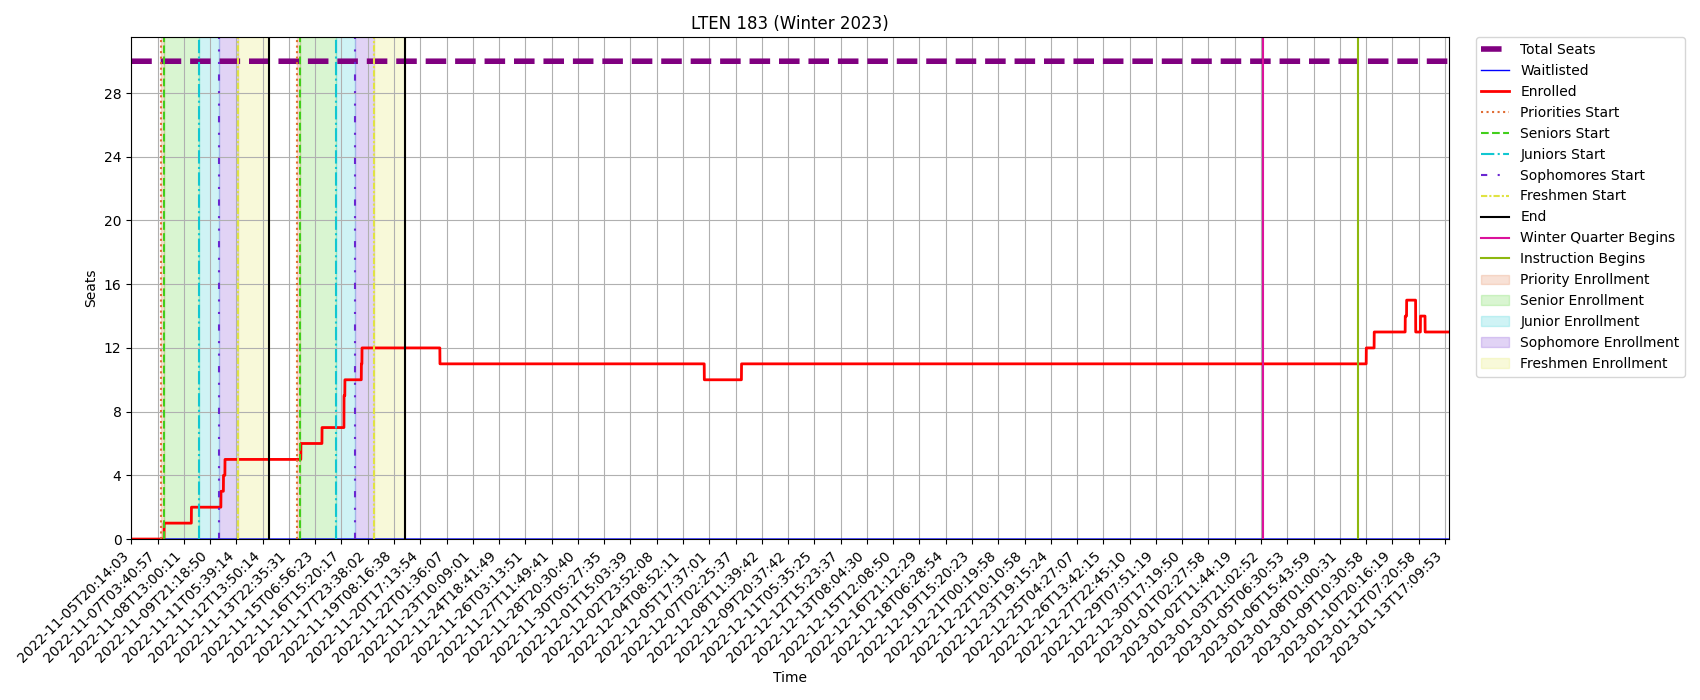 LTEN 183 (Winter 2023)
Seats
28
24
20
16
12
8
4
0
2022-11-05T20:14:03
2022-11-07T03:40:57
2022-11-08T13:00:11
2022-11-09T21:18:50
2022-11-11T05:39:14
2022-11-12T13:50:14
2022-11-13T22:35:31
2022-11-15T06:56:23
2022-11-16T15:20:17
2022-11-17T23:38:02
2022-11-19T08:16:38
2022-11-20T17:13:54
2022-11-22T01:36:07
2022-11-23T10:09:01
2022-11-24T18:41:49
2022-11-26T03:13:51
2022-11-27T11:49:41
2022-11-28T20:30:40
2022-11-30T05:27:35
2022-12-01T15:03:39
2022-12-02T23:52:08
2022-12-04T08:52:11
2022-12-05T17:37:01
2022-12-07T02:25:37
2022-12-08T11:39:42
2022-12-09T20:37:42
2022-12-11T05:35:25
2022-12-12T15:23:37
2022-12-13T18:04:30
2022-12-15T12:08:50
2022-12-16T21:12:29
2022-12-18T06:28:54
2022-12-19T15:20:23
2022-12-21T00:19:58
2022-12-22T10:10:58
2022-12-23T19:15:24
2022-12-25T04:27:07
2022-12-26T13:42:15
2022-12-27T22:45:10
2022-12-29T07:51:19
2022-12-30T17:19:50
2023-01-01T02:27:58
2023-01-02T11:44:19
2023-01-03T21:02:52
2023-01-05T06:30:53
2023-01-06T15:43:59
2023-01-08T01:00:31
2023-01-09T10:30:58
2023-01-10T20:16:19
2023-01-12T07:20:58
2023-01-13T17:09:53
Time
Total Seats
Waitlisted
Enrolled
Priorities Start
Seniors Start
Juniors Start
Sophomores Start
Freshmen Start
End
Winter Quarter Begins
Instruction Begins
Priority Enrollment
Senior Enrollment
Junior Enrollment
Sophomore Enrollment
Freshmen Enrollment